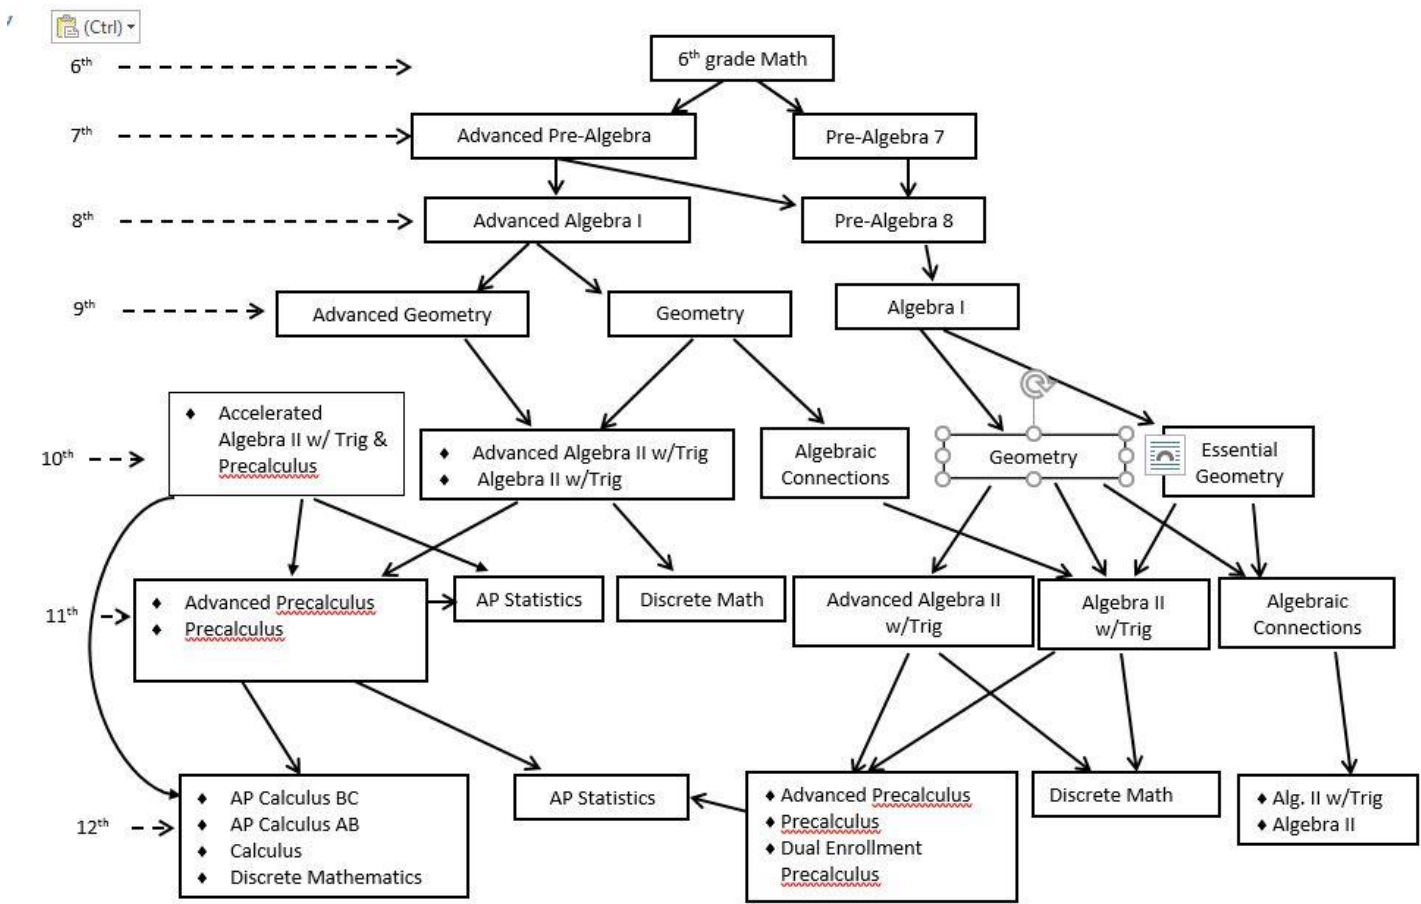 (Ctrl)
6th
6th grade Math
7th
Advanced Pre-Algebra
Pre-Algebra 7
8th
Advanced Algebra I
Pre-Algebra 8
9th
Advanced Geometry
Geometry
Algebra I
10th
♦ Accelerated
Algebra II w/ Trig &
Precalculus
♦ Advanced Algebra II w/Trig
♦ Algebra II w/Trig
Algebraic
Connections
Geometry
Essential
Geometry
11th
♦ Advanced Precalculus
♦ Precalculus
AP Statistics
Discrete Math
Advanced Algebra II
w/Trig
Algebra II
w/Trig
Algebraic
Connections
12th
♦ AP Calculus BC
♦ AP Calculus AB
♦ Calculus
♦ Discrete Mathematics
AP Statistics
♦ Advanced Precalculus
♦ Precalculus
♦ Dual Enrollment
Precalculus
Discrete Math
♦ Alg. II w/Trig
♦ Algebra II